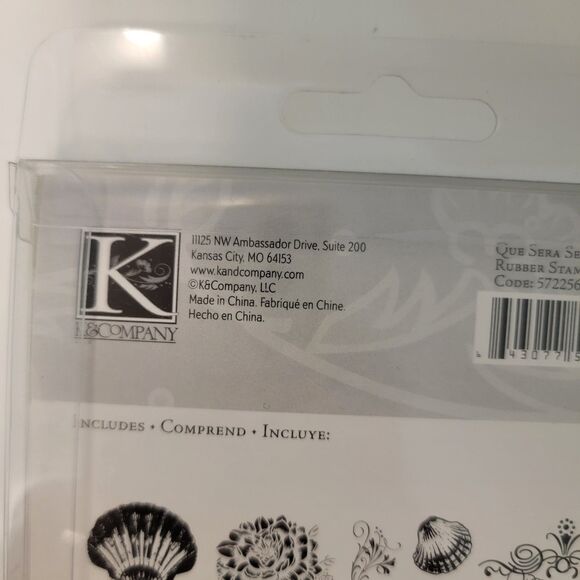 11125 NW Ambassador Drive, Suite 200
Kansas City, MO 64153
www.kandcompany.com
©K&Company, LLC
Made in China. Fabriqué en Chine.
Hecho en China.
K
K&COMPANY
QUE SERA SE
RUBBER STAM
CODE: 572256
43077
INCLUDES • COMPREND • INCLUYE: